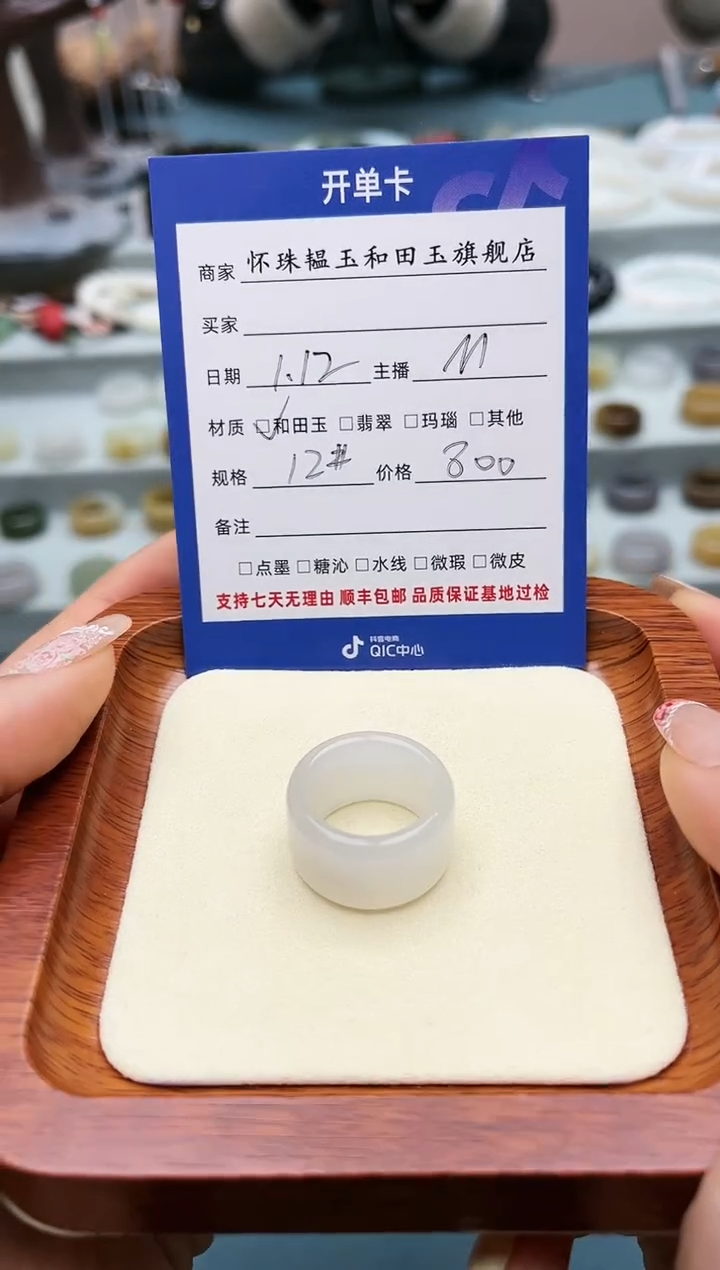 开单卡
商家 怀珠韫玉和田玉旗舰店
买家
日期 1.12 主播 M
材质 ☑和田玉 □翡翠 □玛瑙 □其他
规格 12# 价格 800
备注
□点墨 □糖沁 □水线 □微瑕 □微皮
支持七天无理由 顺丰包邮 品质保证基地过检
抖音电商
QIC中心